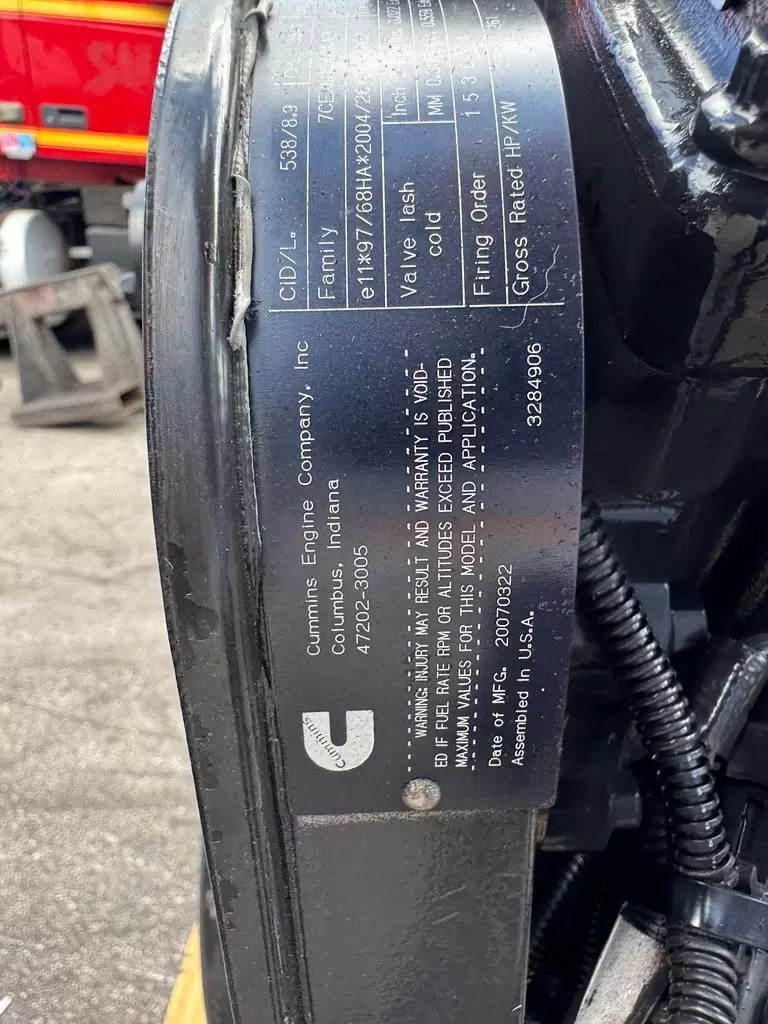 Cummins
Cummins Engine Company, Inc
Columbus, Indiana
47202-3005
WARNING: INJURY MAY RESULT AND WARRANTY IS VOID-
ED IF FUEL RATE RPM OR ALTITUDES EXCEED PUBLISHED
MAXIMUM VALUES FOR THIS MODEL AND APPLICATION.
Date of MFG. 20070322
Assembled in U.S.A.
3284906
CID/L. 538/8.9
Family
e11*97/68HA*2004/26
Valve lash
cold
Inch
MM
Firing Order 1 5 3
Gross Rated HP/KW